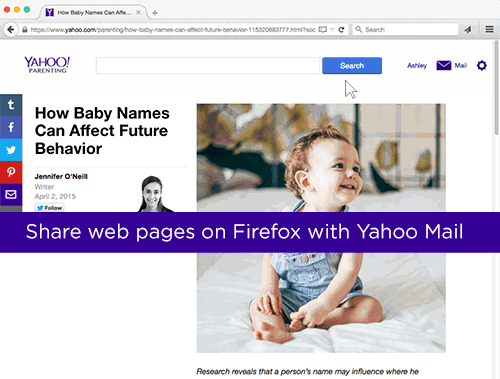 How Baby Names Can Affe...
https://www.yahoo.com/parenting/how-baby-names-can-affect-future-behavior-115320883777.html?soc
Search
YAHOO!
PARENTING
Search
Ashley
Mail
How Baby Names
Can Affect Future
Behavior
Jennifer O'Neill
Writer
April 2, 2015
Follow
Share web pages on Firefox with Yahoo Mail
Research reveals that a person's name may influence where he